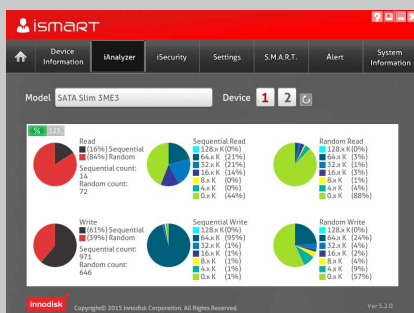 ismart
Device Information
iAnalyzer
iSecurity
Settings
S.M.A.R.T.
Alert
System Information
Model SATA Slim 3ME3 Device 1 2
% 123
Read
(16%) Sequential
(84%) Random
Sequential count:
14
Random count:
72
Sequential Read
128.x K(0%)
64.x K (21%)
32.x K (21%)
16.x K (14%)
8.x K (0%)
4.x K (0%)
0.x K (44%)
Random Read
128.x K(0%)
64.x K (3%)
32.x K (1%)
16.x K (3%)
8.x K (1%)
4.x K (4%)
0.x K (88%)
Write
(61%) Sequential
(39%) Random
Sequential count:
971
Random count:
646
Sequential Write
128.x K(0%)
64.x K (95%)
32.x K (1%)
16.x K (1%)
8.x K (1%)
4.x K (1%)
0.x K (1%)
Random Write
128.x K(0%)
64.x K (24%)
32.x K (4%)
16.x K (2%)
8.x K (4%)
4.x K (9%)
0.x K (57%)
innodisk Copyright© 2015 Innodisk Corporation. All Rights Reserved. Ver 5.2.0